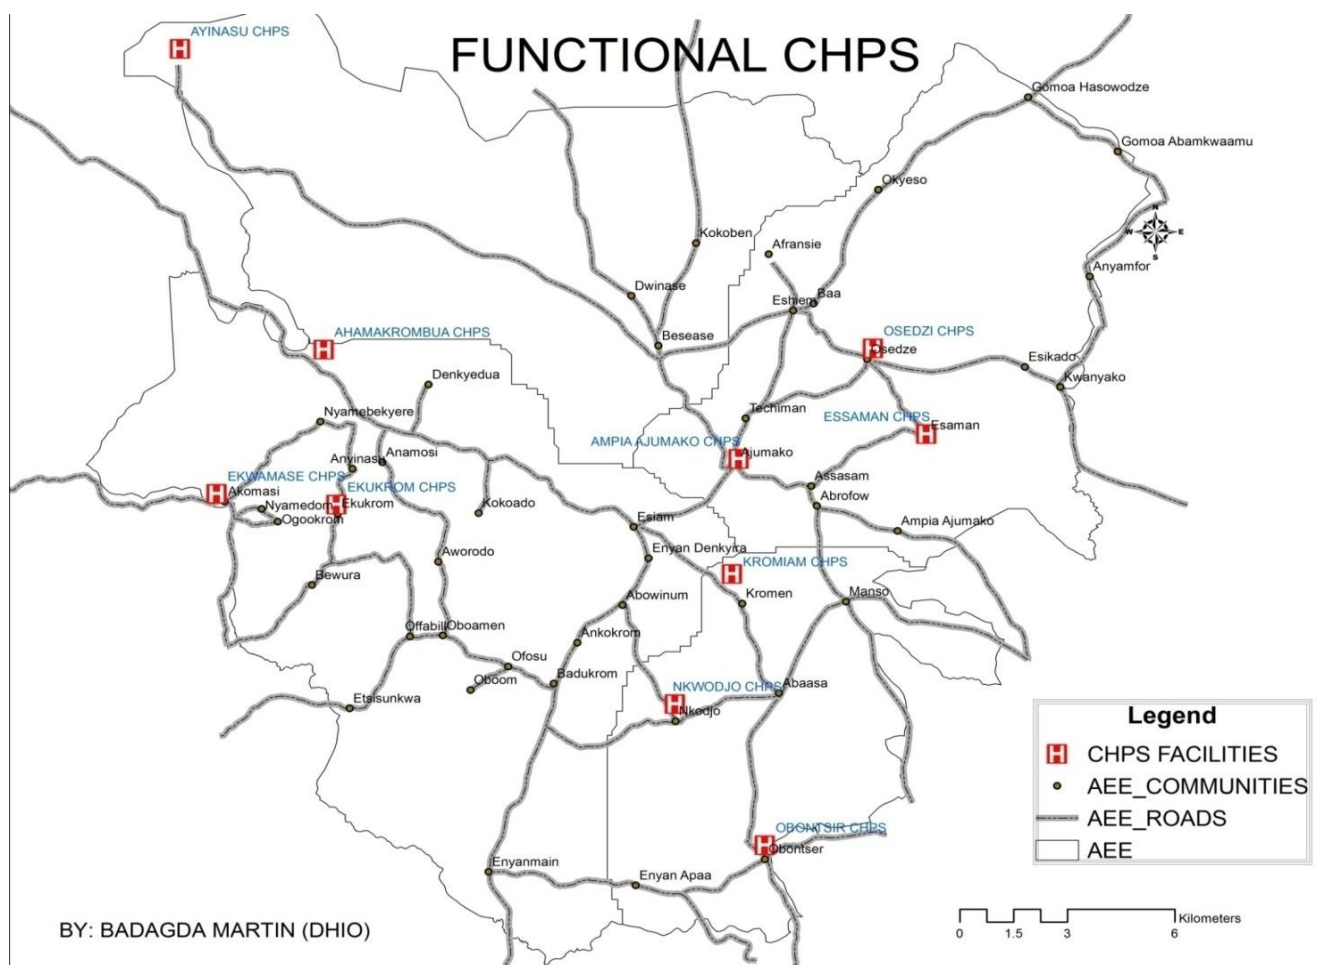 AYINASU CHPS
FUNCTIONAL CHPS
Gomoa Hasowodze
Gomoa Abamkwaamu
Okyeso
N
W E
S
Kokoben
Afransie
Anyamfor
Dwinase
Baa
Eshiem
AHAMAKROMBUA CHPS
Besease
OSEDZI CHPS
Osedze
Esikado
Kwanyako
Denkyedua
Nyamebekyere
Techiman
ESSAMAN CHPS
Esaman
AMPIA AJUMAKO CHPS
Ajumako
Anyinasu
Anamosi
EKWAMASE CHPS
EKUKROM CHPS
Assasam
Akomasi
Nyamedom
Ekukrom
Kokoado
Abrofow
Ogookrom
Esiam
Ampia Ajumako
Aworodo
Enyan Denkyira
KROMIAM CHPS
Bewura
Abowinum
Kromen
Manso
Offabill
Oboamen
Ankokrom
Ofosu
Oboom
Badukrom
NKWODJO CHPS
Abaasa
Etsisunkwa
Nkodjo
Legend
CHPS FACILITIES
AEE_COMMUNITIES
AEE_ROADS
AEE
OBONTSIR CHPS
Obontser
Enyanmain
Enyan Apaa
BY: BADAGDA MARTIN (DHIO)
Kilometers
0 1.5 3 6